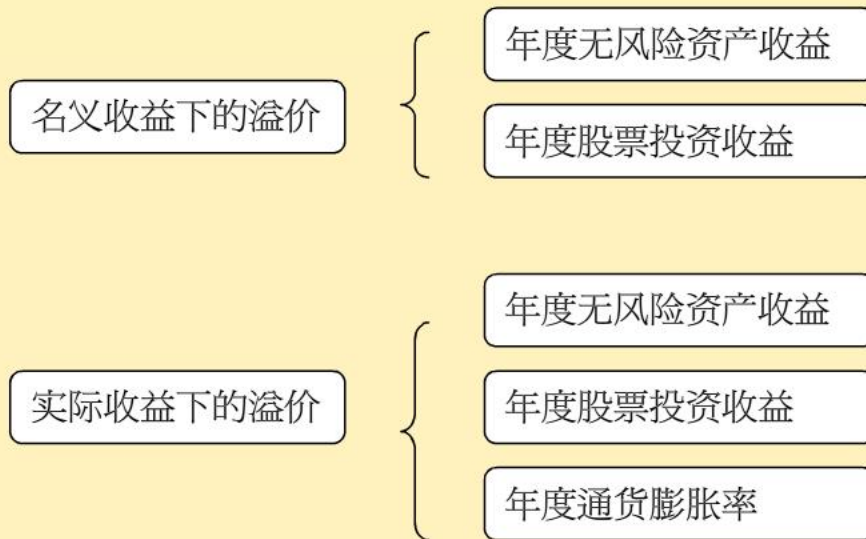 年度无风险资产收益
名义收益下的溢价
年度股票投资收益
年度无风险资产收益
实际收益下的溢价
年度股票投资收益
年度通货膨胀率